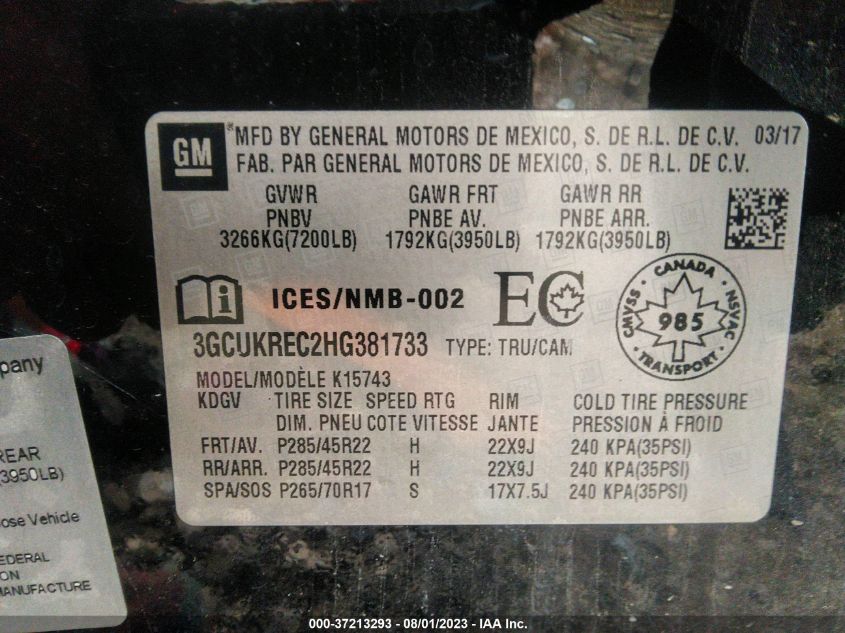 GM ® MFD BY GENERAL MOTORS DE MEXICO, S. DE R.L. DE C.V. 03/17
FAB. PAR GENERAL MOTORS DE MEXICO, S. DE R.L. DE C.V.
GVWR GAWR FRT GAWR RR
PNBV PNBE AV. PNBE ARR.
3266KG(7200LB) 1792KG(3950LB) 1792KG(3950LB)
i ICES/NMB-002 EC
CANADA
CMVSS 985 NSVAC
TRANSPORT
3GCUKREC2HG381733 TYPE: TRU/CAM
MODEL/MODÈLE K15743
KDGV TIRE SIZE SPEED RTG RIM COLD TIRE PRESSURE
DIM. PNEU COTE VITESSE JANTE PRESSION À FROID
FRT/AV. P285/45R22 H 22X9J 240 KPA(35PSI)
RR/ARR. P285/45R22 H 22X9J 240 KPA(35PSI)
SPA/SOS P265/70R17 S 17X7.5J 240 KPA(35PSI)
REAR
(3950LB)
Vehicle
MANUFACTURE
000-37213293 - 08/01/2023 - IAA Inc.